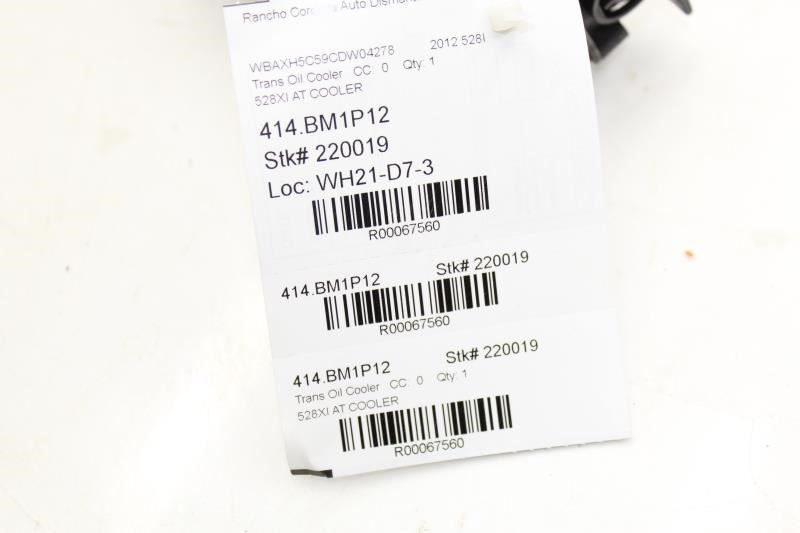 Rancho Auto
WBAXH5C59CDW04278 2012 528I
Trans Oil Cooler CC: 0 Qty: 1
528XI AT COOLER
414.BM1P12
Stk# 220019
Loc: WH21-D7-3
R00067560
414.BM1P12 Stk# 220019
R00067560
414.BM1P12 Stk# 220019
Trans Oil Cooler CC: 0 Qty: 1
528XI AT COOLER
R00067560